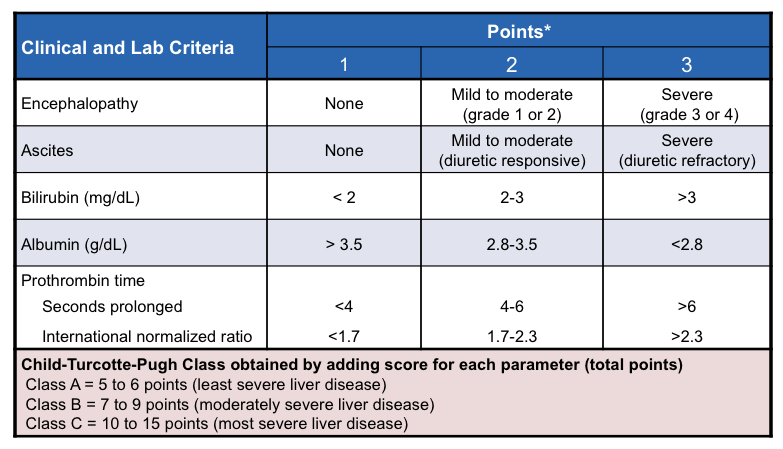 Clinical and Lab Criteria
Points*
1 2 3
Encephalopathy None Mild to moderate (grade 1 or 2) Severe (grade 3 or 4)
Ascites None Mild to moderate (diuretic responsive) Severe (diuretic refractory)
Bilirubin (mg/dL) < 2 2-3 >3
Albumin (g/dL) > 3.5 2.8-3.5 <2.8
Prothrombin time
Seconds prolonged <4 4-6 >6
International normalized ratio <1.7 1.7-2.3 >2.3
Child-Turcotte-Pugh Class obtained by adding score for each parameter (total points)
Class A = 5 to 6 points (least severe liver disease)
Class B = 7 to 9 points (moderately severe liver disease)
Class C = 10 to 15 points (most severe liver disease)